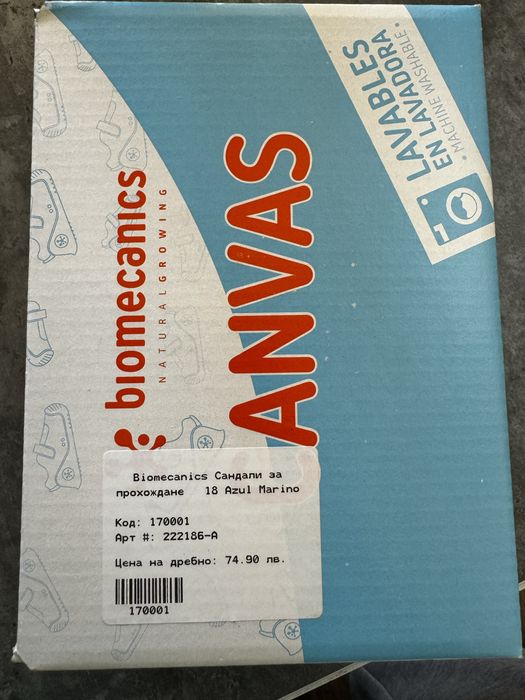 LAVABLES
EN LAVADORA
. MACHINE WASHABLE .
biomecanics
NATURALGROWING
ANVAS
Biomecanics Сандали за
прохождане 18 Azul Marino
Код: 170001
Арт #: 222186-A
Цена на дребно: 74.90 лв.
170001